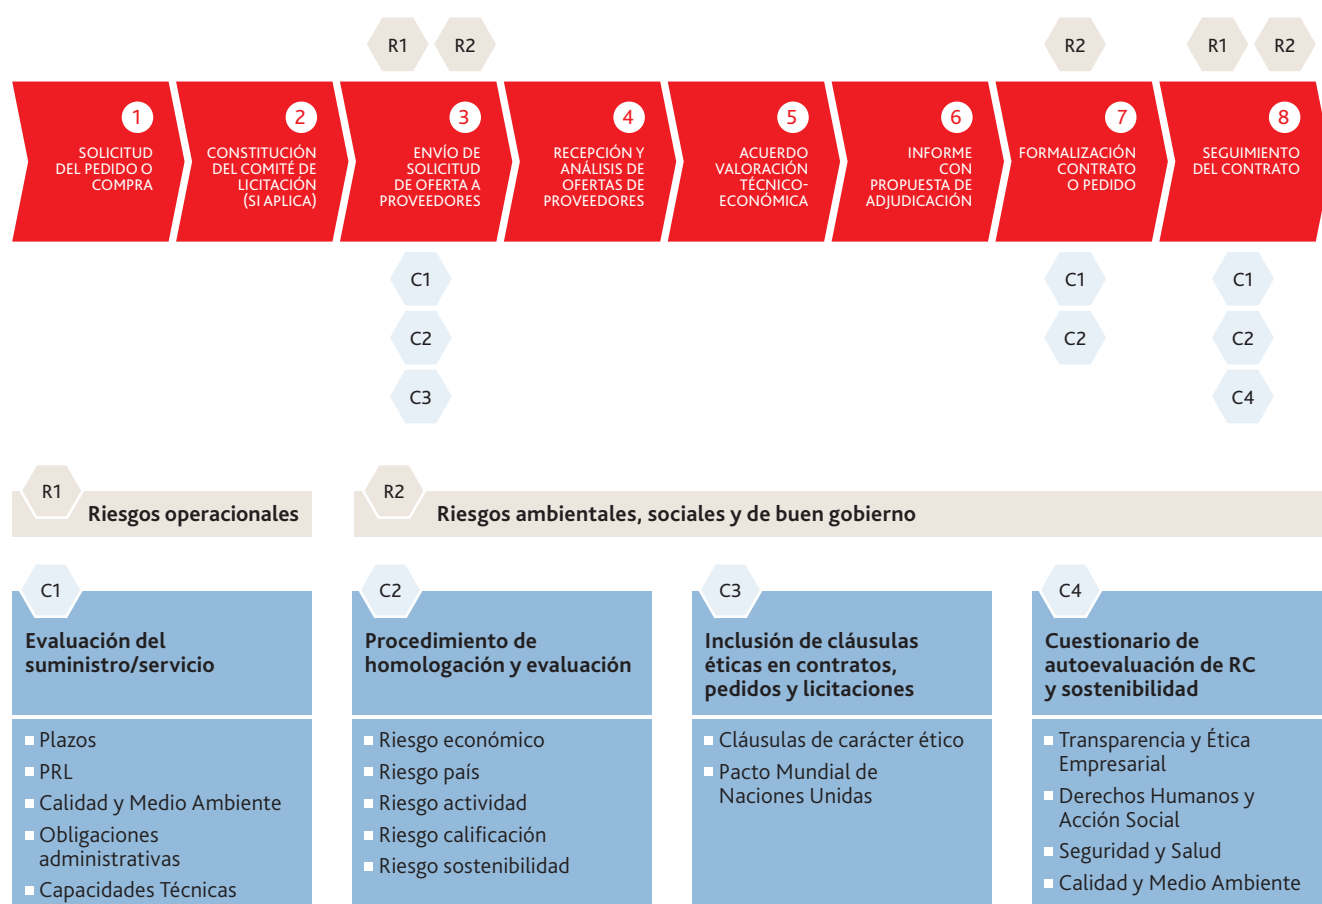 R1 R2 R2 R1 R2
1
SOLICITUD
DEL PEDIDO O
COMPRA
2
CONSTITUCIÓN
DEL COMITÉ DE
LICITACIÓN
(SI APLICA)
3
ENVÍO DE
SOLICITUD
DE OFERTA A
PROVEEDORES
4
RECEPCIÓN Y
ANÁLISIS DE
OFERTAS DE
PROVEEDORES
5
ACUERDO
VALORACIÓN
TÉCNICO-
ECONÓMICA
6
INFORME
CON
PROPUESTA DE
ADJUDICACIÓN
7
FORMALIZACIÓN
CONTRATO
O PEDIDO
8
SEGUIMIENTO
DEL CONTRATO
C1 C1 C1
C2 C2 C2
C3 C4
R1
Riesgos operacionales
R2
Riesgos ambientales, sociales y de buen gobierno
C1
Evaluación del
suministro/servicio
Plazos
PRL
Calidad y Medio Ambiente
Obligaciones
administrativas
Capacidades Técnicas
C2
Procedimiento de
homologación y evaluación
Riesgo económico
Riesgo país
Riesgo actividad
Riesgo calificación
Riesgo sostenibilidad
C3
Inclusión de cláusulas
éticas en contratos,
pedidos y licitaciones
Cláusulas de carácter ético
Pacto Mundial de
Naciones Unidas
C4
Cuestionario de
autoevaluación de RC
y sostenibilidad
Transparencia y Ética
Empresarial
Derechos Humanos y
Acción Social
Seguridad y Salud
Calidad y Medio Ambiente